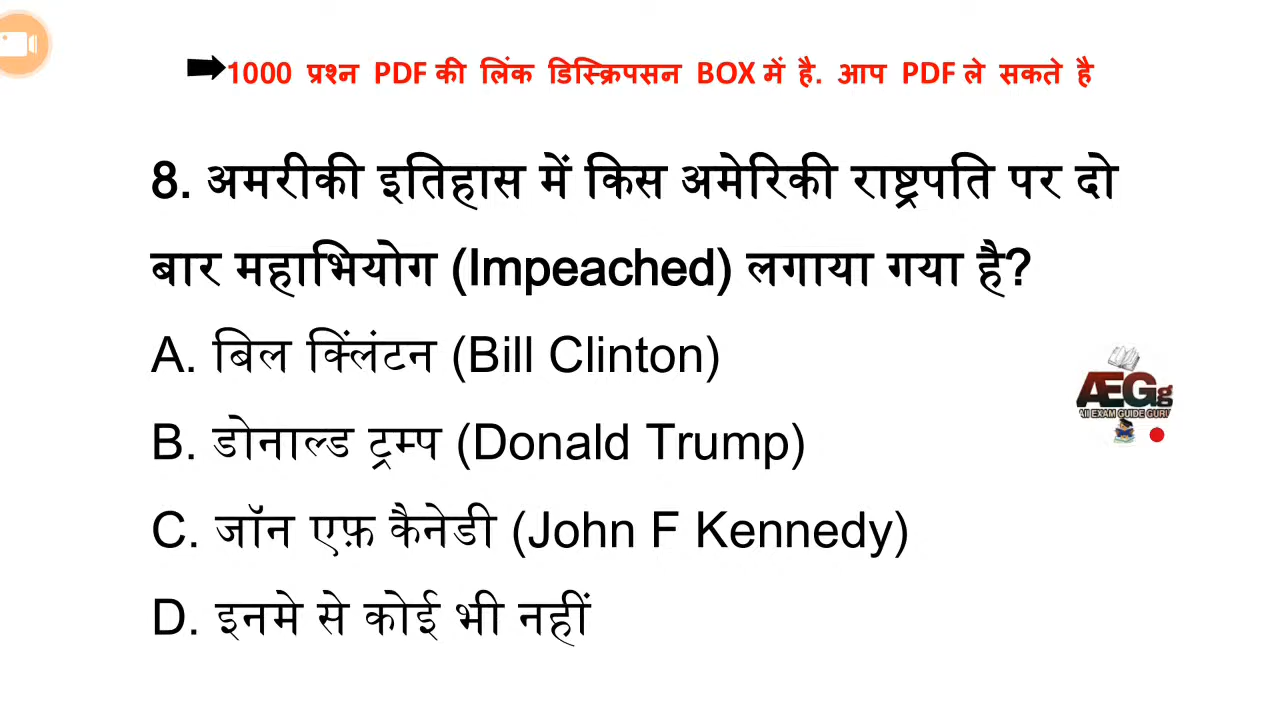 1000 प्रश्न PDF की लिंक डिस्क्रिपसन BOX में है. आप PDF ले सकते है
8. अमरीकी इतिहास में किस अमेरिकी राष्ट्रपति पर दो
बार महाभियोग (Impeached) लगाया गया है?
A. बिल क्लिंंटन (Bill Clinton)
B. डोनाल्ड ट्रम्प (Donald Trump)
C. जॉन एफ़ कैनेडी (John F Kennedy)
D. इनमे से कोई भी नहीं
ÆGg
All EXAM GUIDE GURU